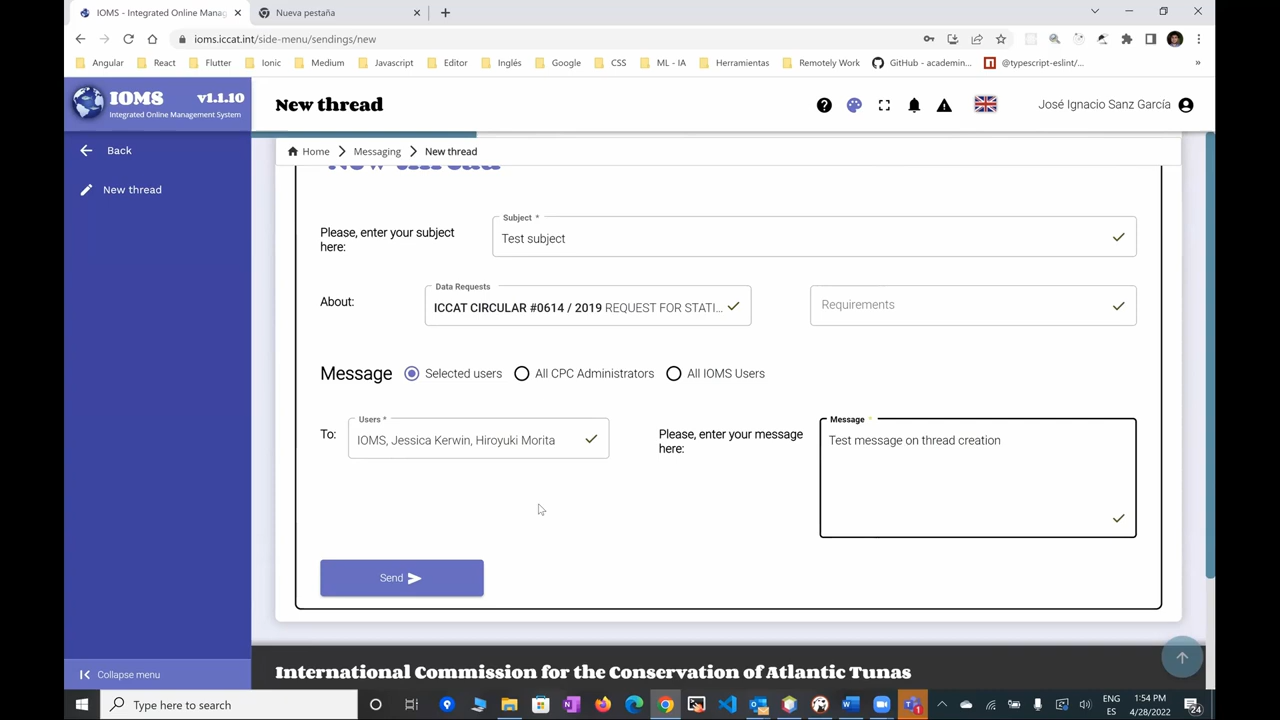 IOMS - Integrated Online Manag
Nueva pestaña
ioms.iccat.int/side-menu/sendings/new
Angular
React
Flutter
Ionic
Medium
Javascript
Editor
Inglés
Google
CSS
ML - IA
Herramientas
Remotely Work
GitHub - academin...
@typescript-eslint/...
IOMS v1.1.10
Integrated Online Management System
New thread
José Ignacio Sanz García
Back
New thread
Home
Messaging
New thread
New thread
Please, enter your subject
here:
Subject *
Test subject
About:
Data Requests
ICCAT CIRCULAR #0614 / 2019 REQUEST FOR STATI...
Requirements
Message
Selected users
All CPC Administrators
All IOMS Users
To:
Users *
IOMS, Jessica Kerwin, Hiroyuki Morita
Please, enter your message
here:
Message *
Test message on thread creation
Send
International Commission for the Conservation of Atlantic Tunas
Collapse menu
Type here to search
ENG
ES
1:54 PM
4/28/2022
24